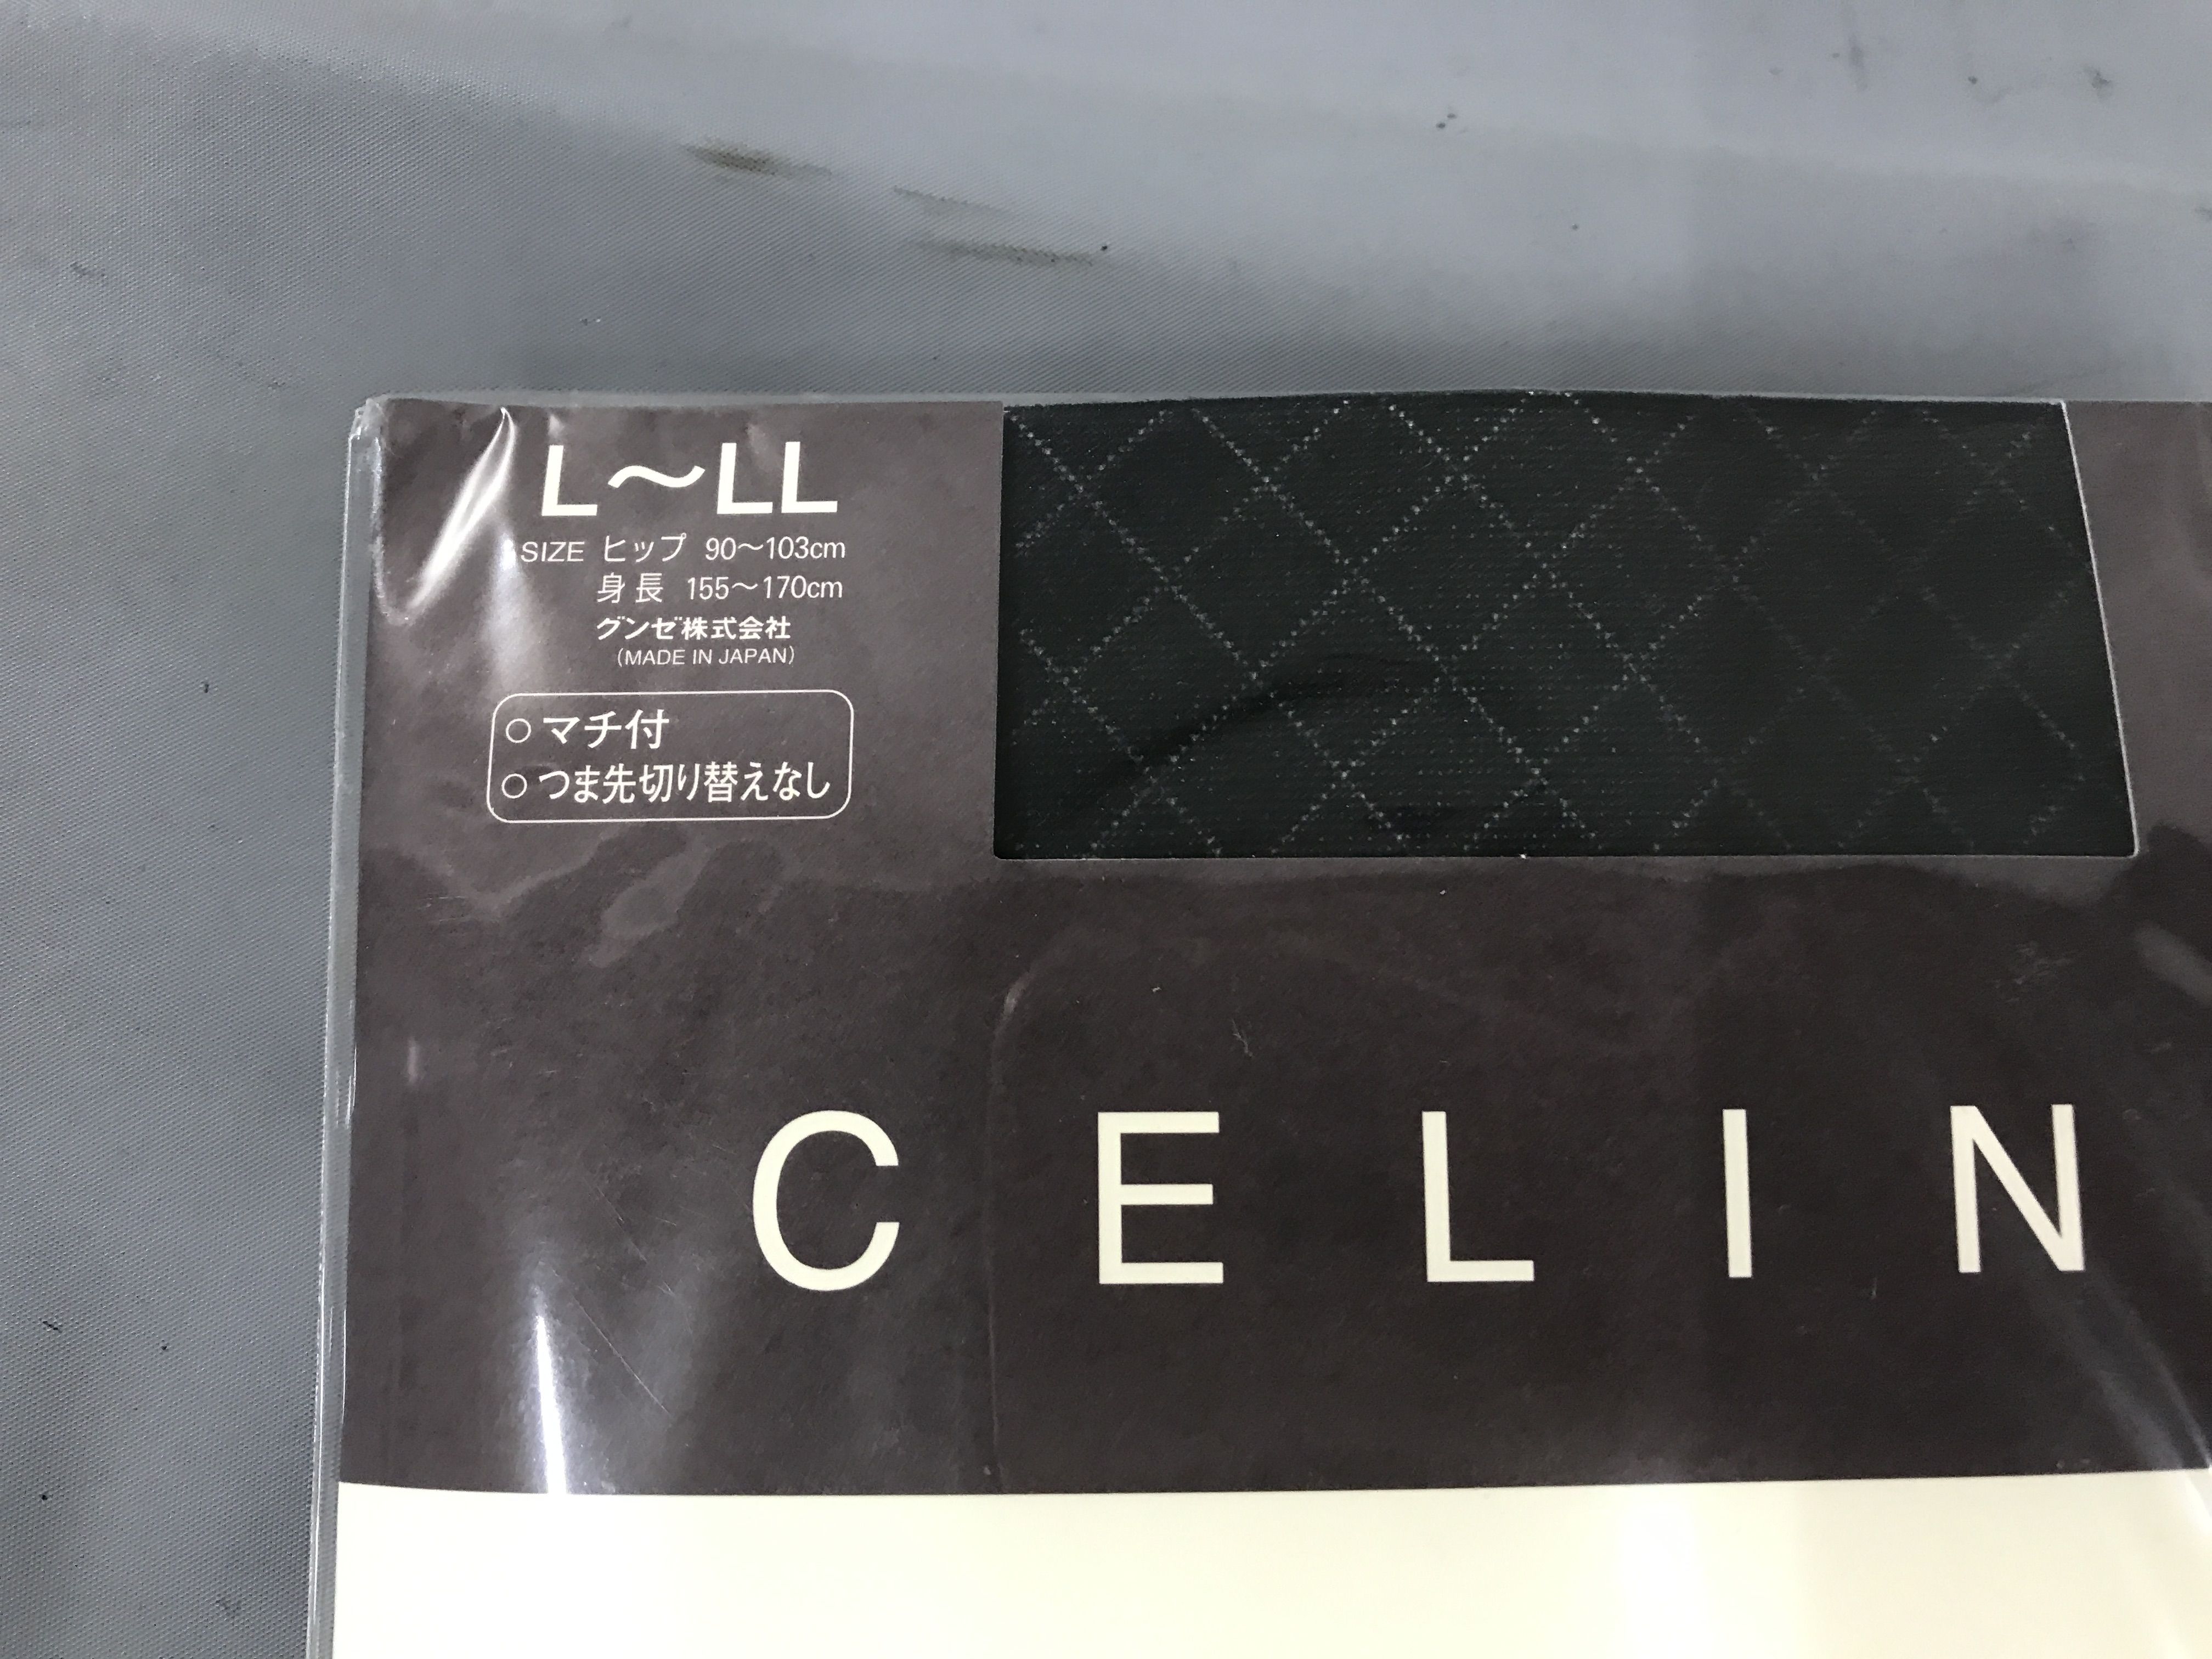 L〜LL
SIZE ヒップ 90〜103cm
身長 155〜170cm
グンゼ株式会社
(MADE IN JAPAN)
○ マチ付
○ つま先切り替えなし
CELIN